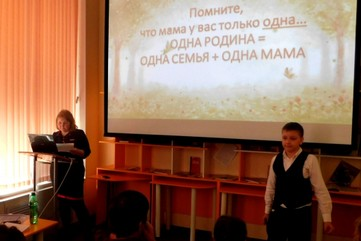 Помните,
что мама у вас только одна...
ОДНА РОДИНА =
ОДНА СЕМЬЯ + ОДНА МАМА